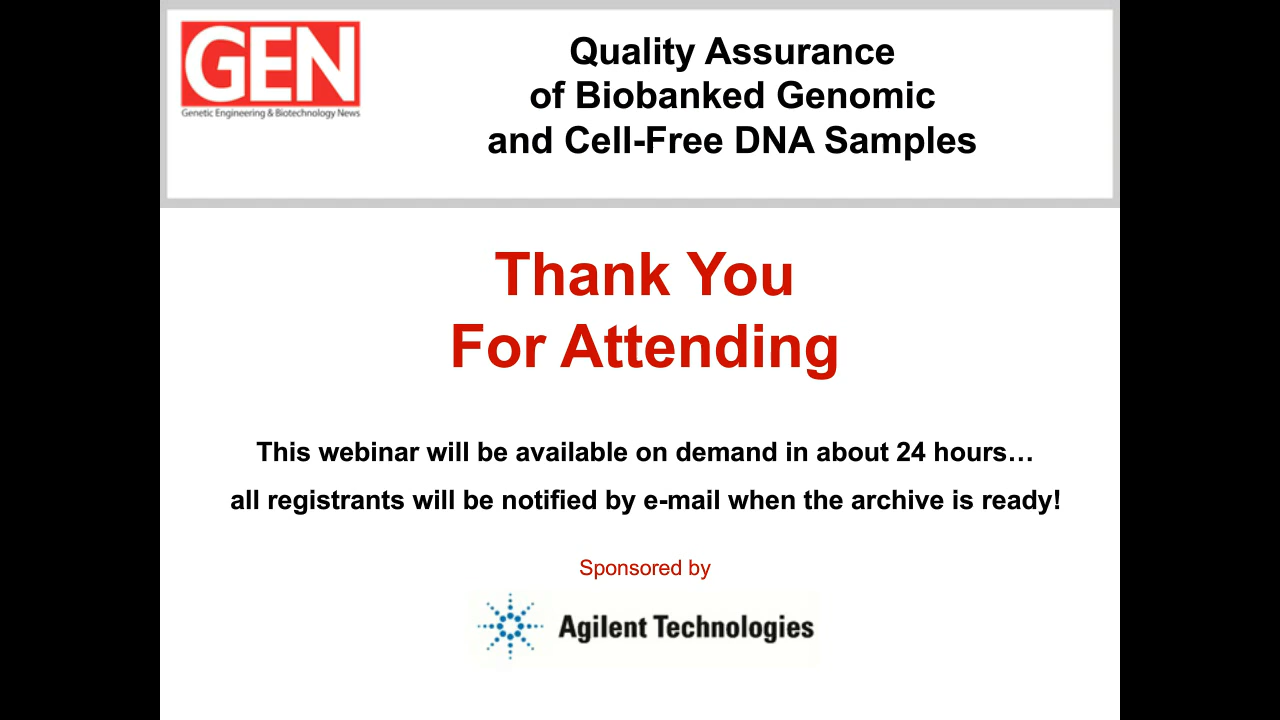 GEN
Genetic Engineering & Biotechnology News
Quality Assurance
of Biobanked Genomic
and Cell-Free DNA Samples
Thank You
For Attending
This webinar will be available on demand in about 24 hours…
all registrants will be notified by e-mail when the archive is ready!
Sponsored by
Agilent Technologies